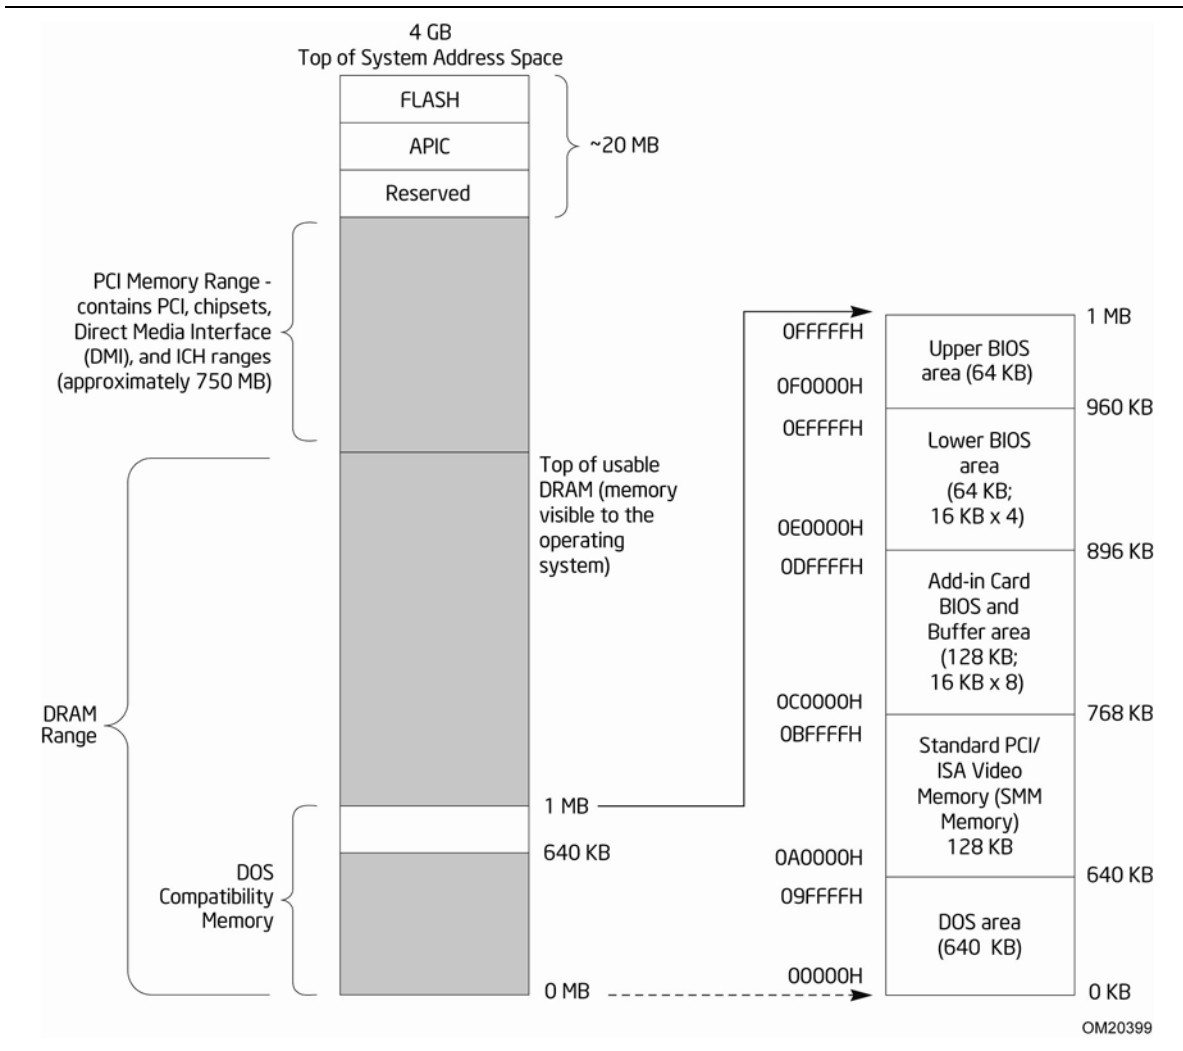 4 GB
Top of System Address Space
FLASH
APIC
Reserved
~20 MB
PCI Memory Range -
contains PCI, chipsets,
Direct Media Interface
(DMI), and ICH ranges
(approximately 750 MB)
DRAM
Range
DOS
Compatibility
Memory
Top of usable
DRAM (memory
visible to the
operating
system)
1 MB
640 KB
0 MB
0FFFFFH
0F0000H
0EFFFFH
0E0000H
0DFFFFH
0C0000H
0BFFFFH
0A0000H
09FFFFH
00000H
Upper BIOS
area (64 KB)
Lower BIOS
area
(64 KB;
16 KB x 4)
Add-in Card
BIOS and
Buffer area
(128 KB;
16 KB x 8)
Standard PCI/
ISA Video
Memory (SMM
Memory)
128 KB
DOS area
(640 KB)
1 MB
960 KB
896 KB
768 KB
640 KB
0 KB
OM20399